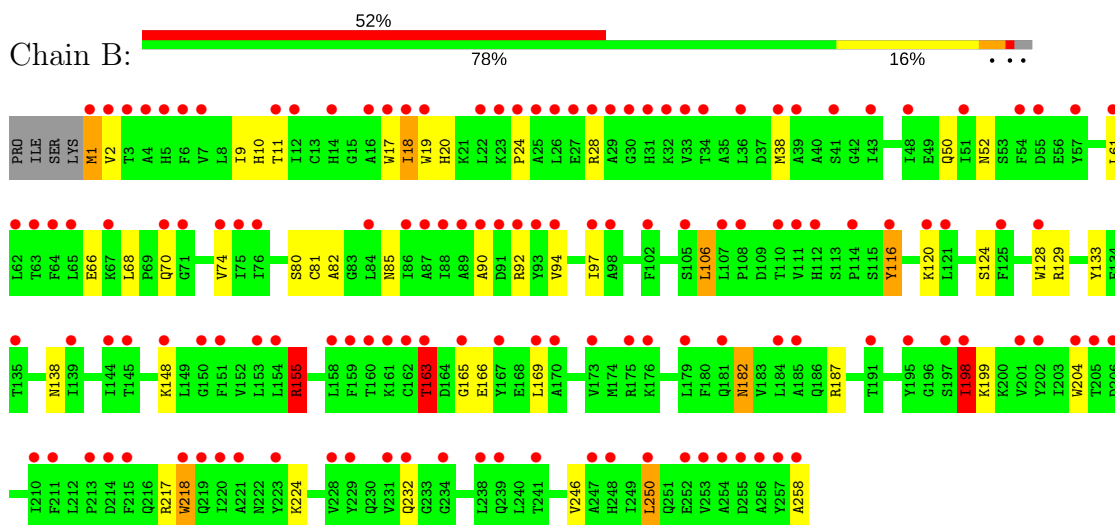 52%
Chain B:
78% 16% • • •
PRO ILE SER LYS M1 V2 T3 A4 H5 F6 V7 L8 I9 H10 T11 I12 C13 H14 G15 A16 W17 I18 W19 H20 K21 L22 K23 P24 A25 L26 E27 R28 A29 G30 H31 K32 V33 T34 A35 L36 D37 M38 A39 A40 S41 G42 I43 I48 E49 Q50 I51 N52 S53 F54 D55 E56 Y57 L61
L62 T63 F64 L65 E66 K67 L68 P69 Q70 G71 V74 I75 I76 S80 C81 A82 G83 L84 N85 I86 A87 I88 A89 A90 D91 R92 Y93 V94 I97 A98 F102 S105 L106 L107 P108 D109 T110 V111 H112 S113 P114 S115 Y116 K120 L121 S124 F125 W128 R129 Y133 E134
T135 N138 I139 I144 T145 K148 L149 G150 F151 V152 L153 L154 R155 L158 F159 T160 K161 C162 T163 D164 G165 E166 Y167 E168 L169 A170 V173 M174 R175 K176 L179 F180 Q181 N182 V183 L184 A185 Q186 R187 T191 Y195 G196 S197 I198 K199 K200 V201 Y202 I203 W204 T205 D206
I210 F211 L212 P213 D214 F215 Q216 R217 W218 Q219 I220 A221 N222 Y223 K224 V228 Y229 Q230 V231 Q232 G233 G234 L238 Q239 L240 T241 V246 A247 H248 I249 L250 Q251 E252 V253 A254 D255 A256 Y257 A258